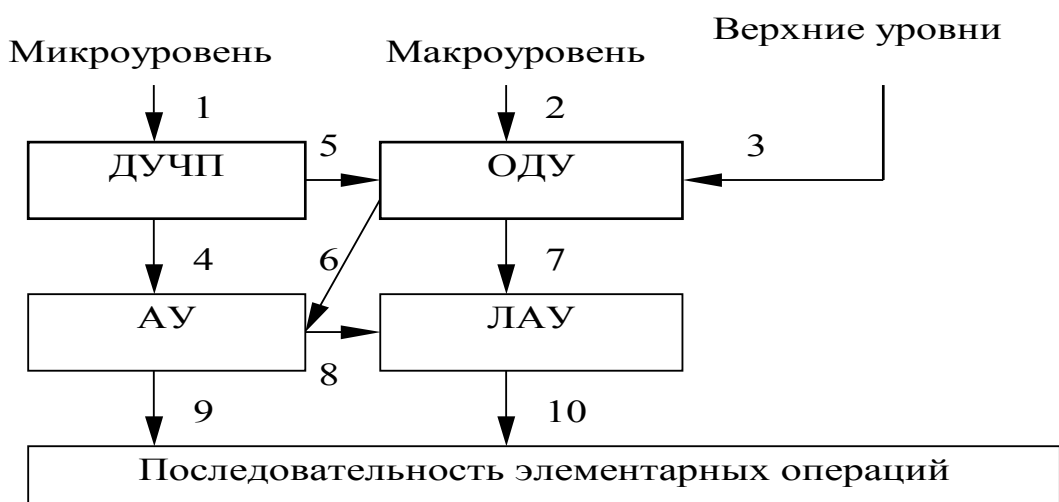 Микроуровень
Макроуровень
Верхние уровни
1
2
ДУЧП
5
ОДУ
3
4
6
7
АУ
8
ЛАУ
9
10
Последовательность элементарных операций